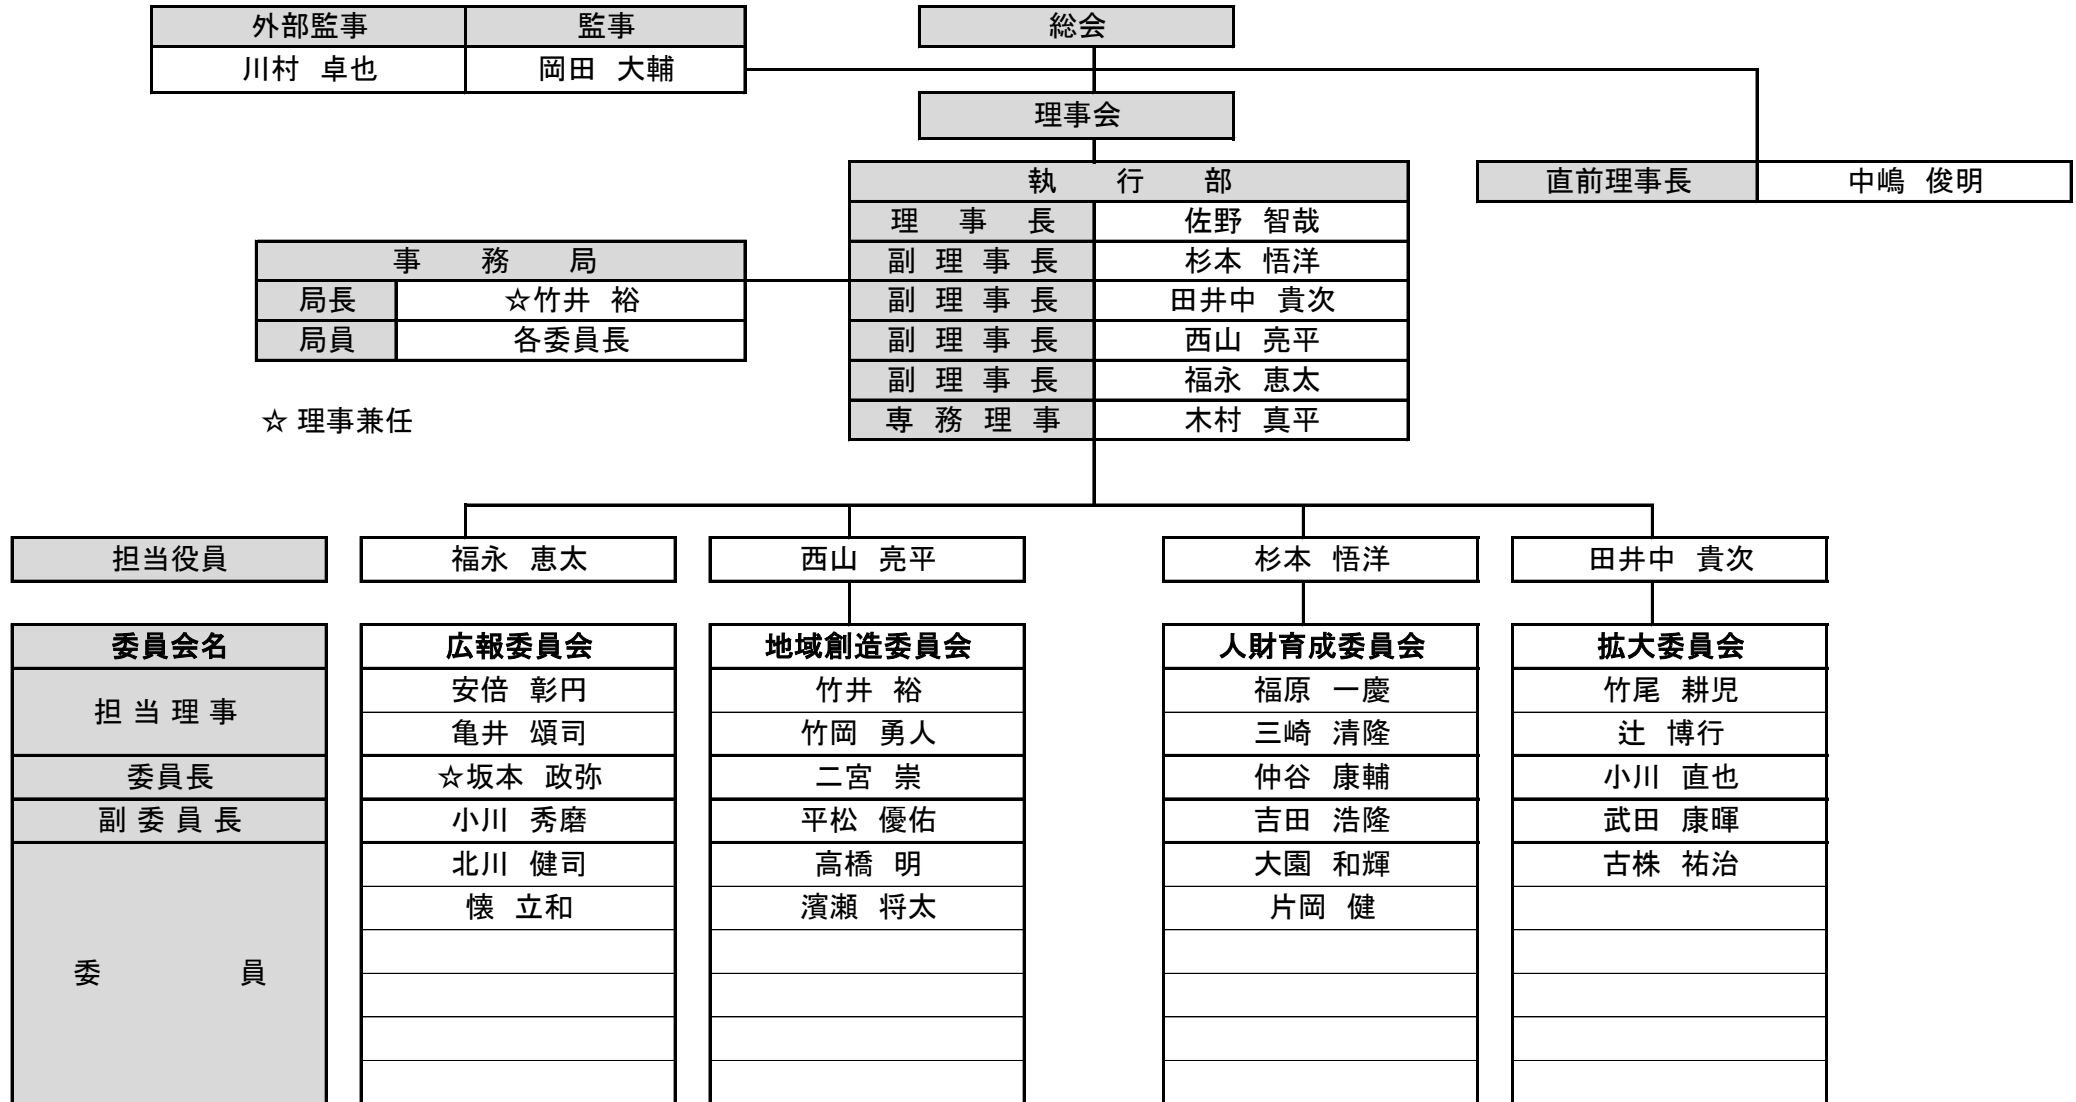 外部監事 監事 総会
川村 卓也 岡田 大輔
理事会
執 行 部
直前理事長 中嶋 俊明
理 事 長 佐野 智哉
副 理 事 長 杉本 悟洋
副 理 事 長 田井中 貴次
副 理 事 長 西山 亮平
副 理 事 長 福永 恵太
専 務 理 事 木村 真平
事 務 局
局長 ☆竹井 裕
局員 各委員長
☆ 理事兼任
担当役員 福永 恵太 西山 亮平 杉本 悟洋 田井中 貴次
委員会名 広報委員会 地域創造委員会 人財育成委員会 拡大委員会
担 当 理 事 安倍 彰円 竹井 裕 福原 一慶 竹尾 耕児
亀井 頌司 竹岡 勇人 三崎 清隆 辻 博行
委員長 ☆坂本 政弥 二宮 崇 仲谷 康輔 小川 直也
副 委 員 長 小川 秀磨 平松 優佑 吉田 浩隆 武田 康暉
委 員 北川 健司 高橋 明 大園 和輝 古株 祐治
懐 立和 濱瀬 将太 片岡 健